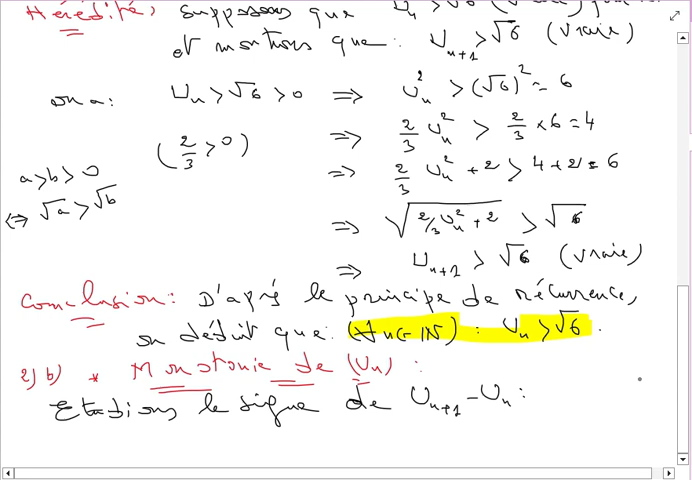 Hérédité, supposons que Un > √6 (vraie)
et montrons que: Un+1 > √6 (vraie)
on a: Un > √6 > 0 ⇒ Un² > (√6)² = 6
(2/3 > 0) ⇒ 2/3 Un² > 2/3 × 6 = 4
a > b > 0 ⇒ 2/3 Un² + 2 > 4 + 2 = 6
⇔ √a > √b
⇒ √(2/3 Un² + 2) > √6
⇒ Un+1 > √6 (vraie)
Conclusion: D'après le principe de récurrence,
on déduit que: (∀n∈IN): Un > √6.
2) b) * Monotonie de (Un) :
Etudions le signe de Un+1 - Un :